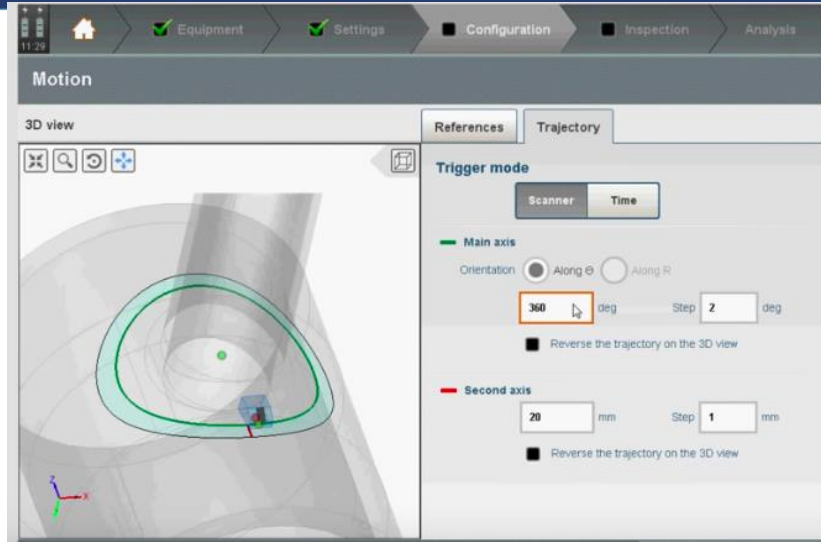 11:29
Equipment
Settings
Configuration
Inspection
Analysis
Motion
3D view
References
Trajectory
Trigger mode
Scanner
Time
Main axis
Orientation Along Θ Along R
360 deg Step 2 deg
Reverse the trajectory on the 3D view
Second axis
20 mm Step 1 mm
Reverse the trajectory on the 3D view
Z
X